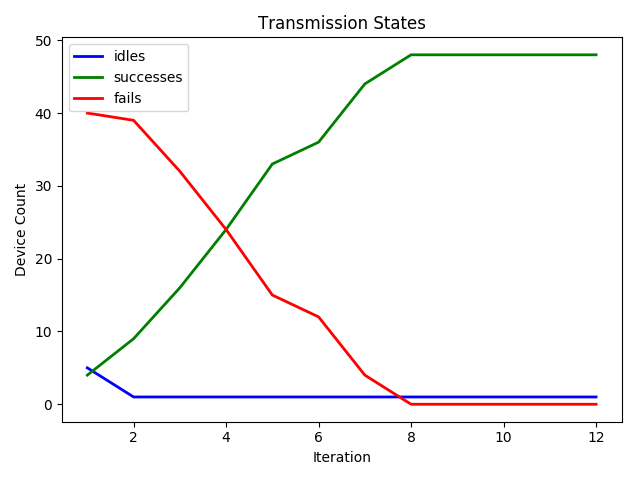 Transmission States
idles
successes
fails
Device Count
50
40
30
20
10
0
2 4 6 8 10 12
Iteration